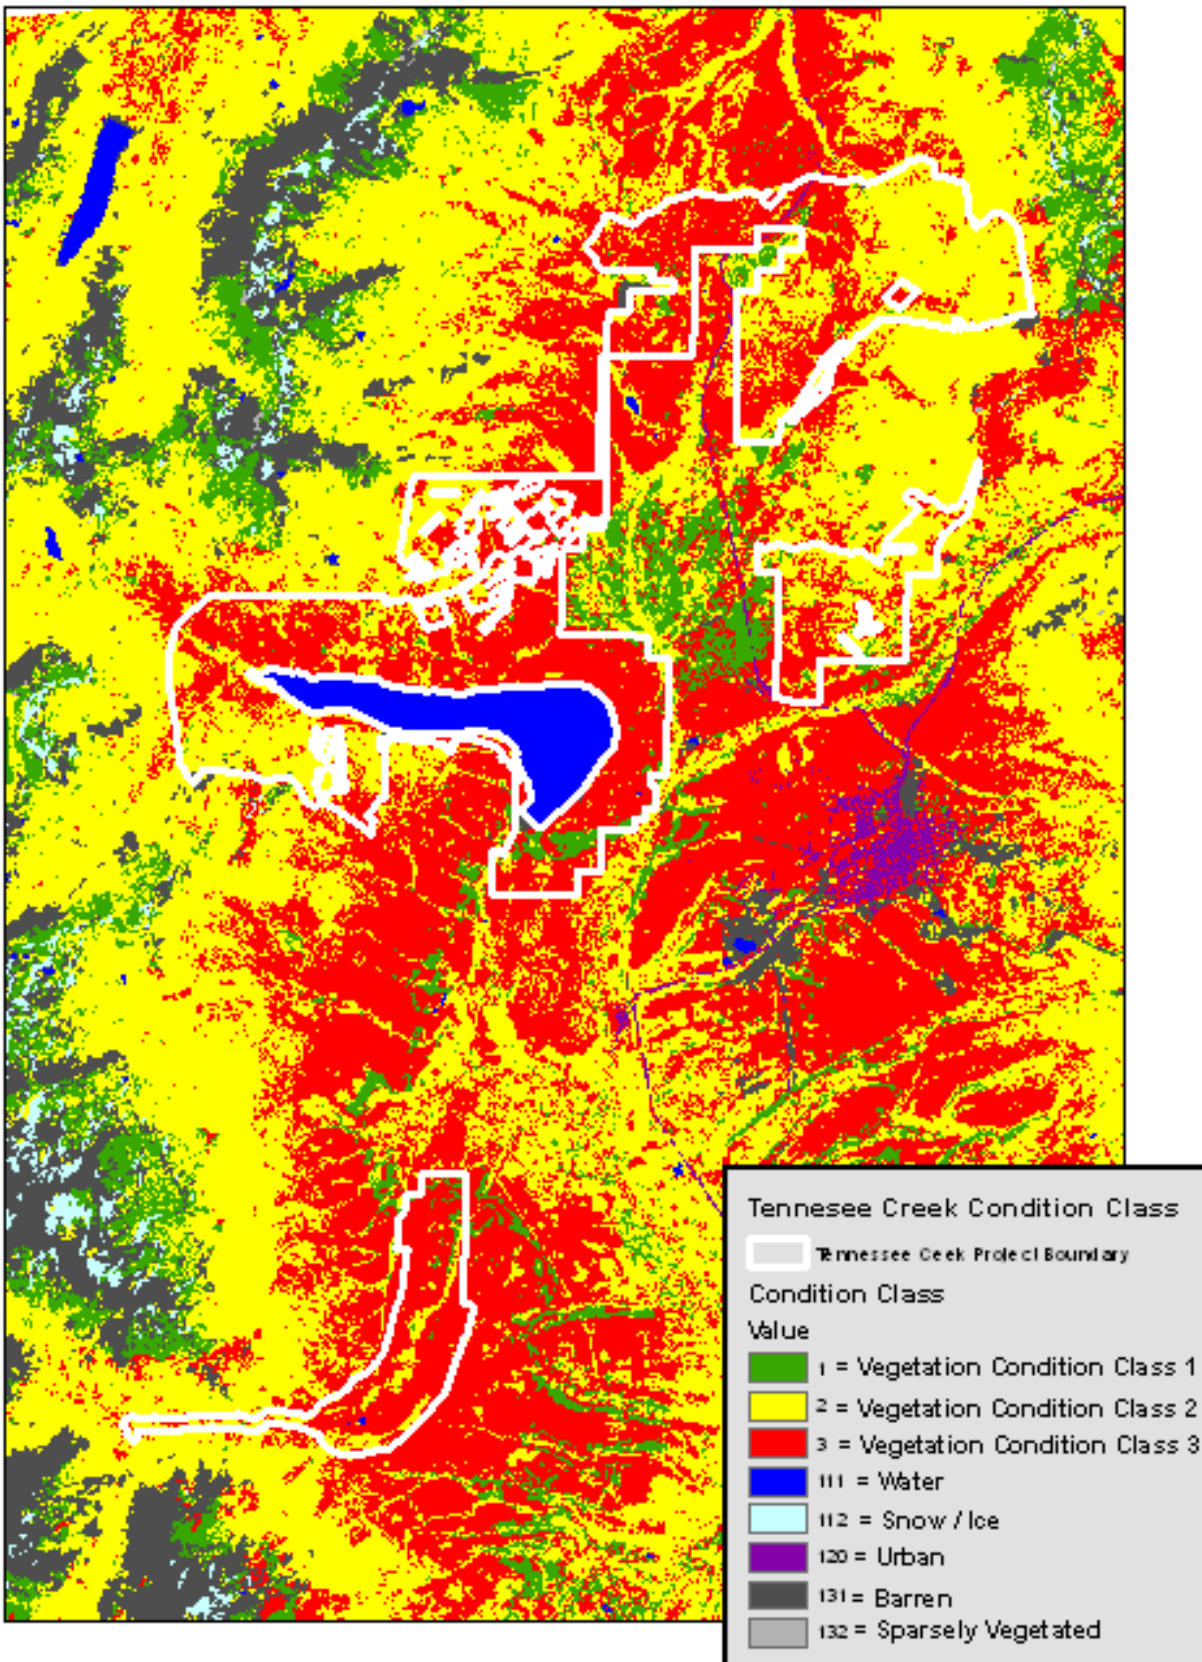 Tennesee Creek Condition Class
Tennessee Ceek Project Boundary
Condition Class
Value
1 = Vegetation Condition Class 1
2 = Vegetation Condition Class 2
3 = Vegetation Condition Class 3
111 = Water
112 = Snow / Ice
120 = Urban
131 = Barren
132 = Sparsely Vegetated